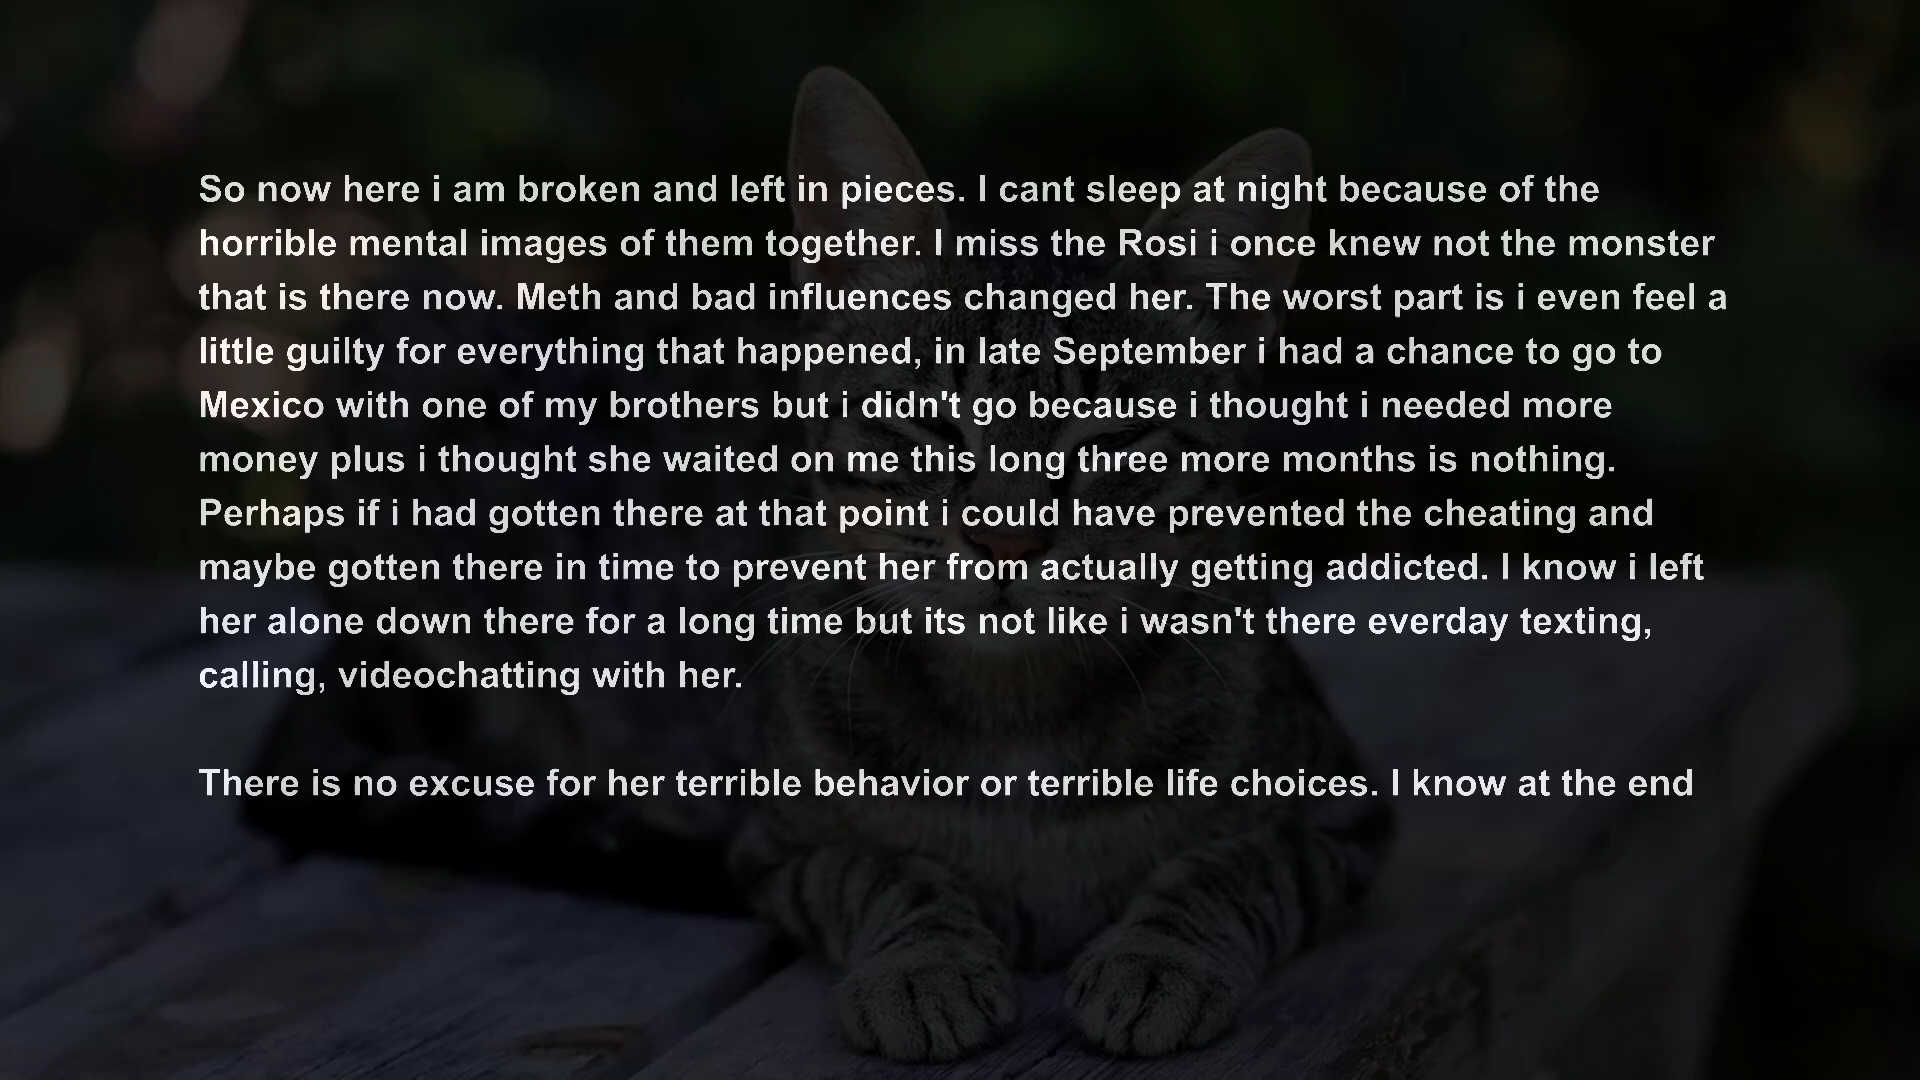 So now here i am broken and left in pieces. I cant sleep at night because of the
horrible mental images of them together. I miss the Rosi i once knew not the monster
that is there now. Meth and bad influences changed her. The worst part is i even feel a
little guilty for everything that happened, in late September i had a chance to go to
Mexico with one of my brothers but i didn't go because i thought i needed more
money plus i thought she waited on me this long three more months is nothing.
Perhaps if i had gotten there at that point i could have prevented the cheating and
maybe gotten there in time to prevent her from actually getting addicted. I know i left
her alone down there for a long time but its not like i wasn't there everday texting,
calling, videochatting with her.
There is no excuse for her terrible behavior or terrible life choices. I know at the end